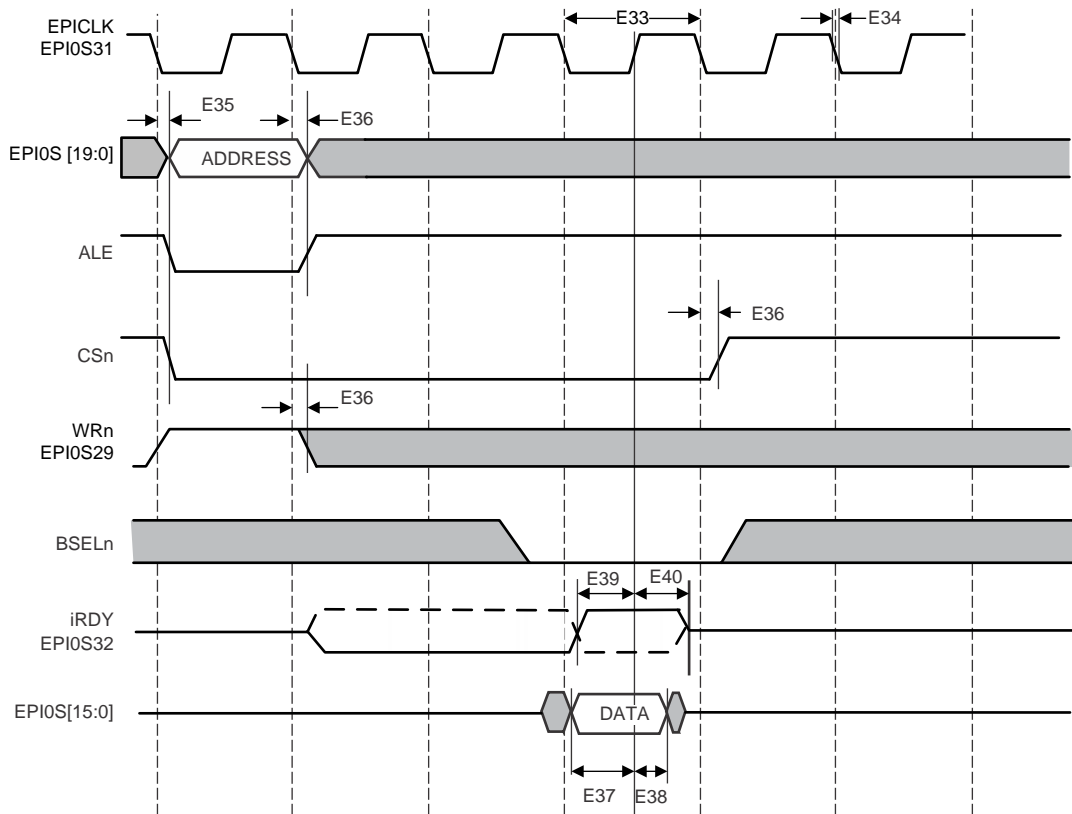 EPICLK
EPI0S31
E33
E34
E35
E36
EPI0S [19:0]
ADDRESS
ALE
E36
CSn
E36
WRn
EPI0S29
BSELn
E39
E40
iRDY
EPI0S32
EPI0S[15:0]
DATA
E37
E38